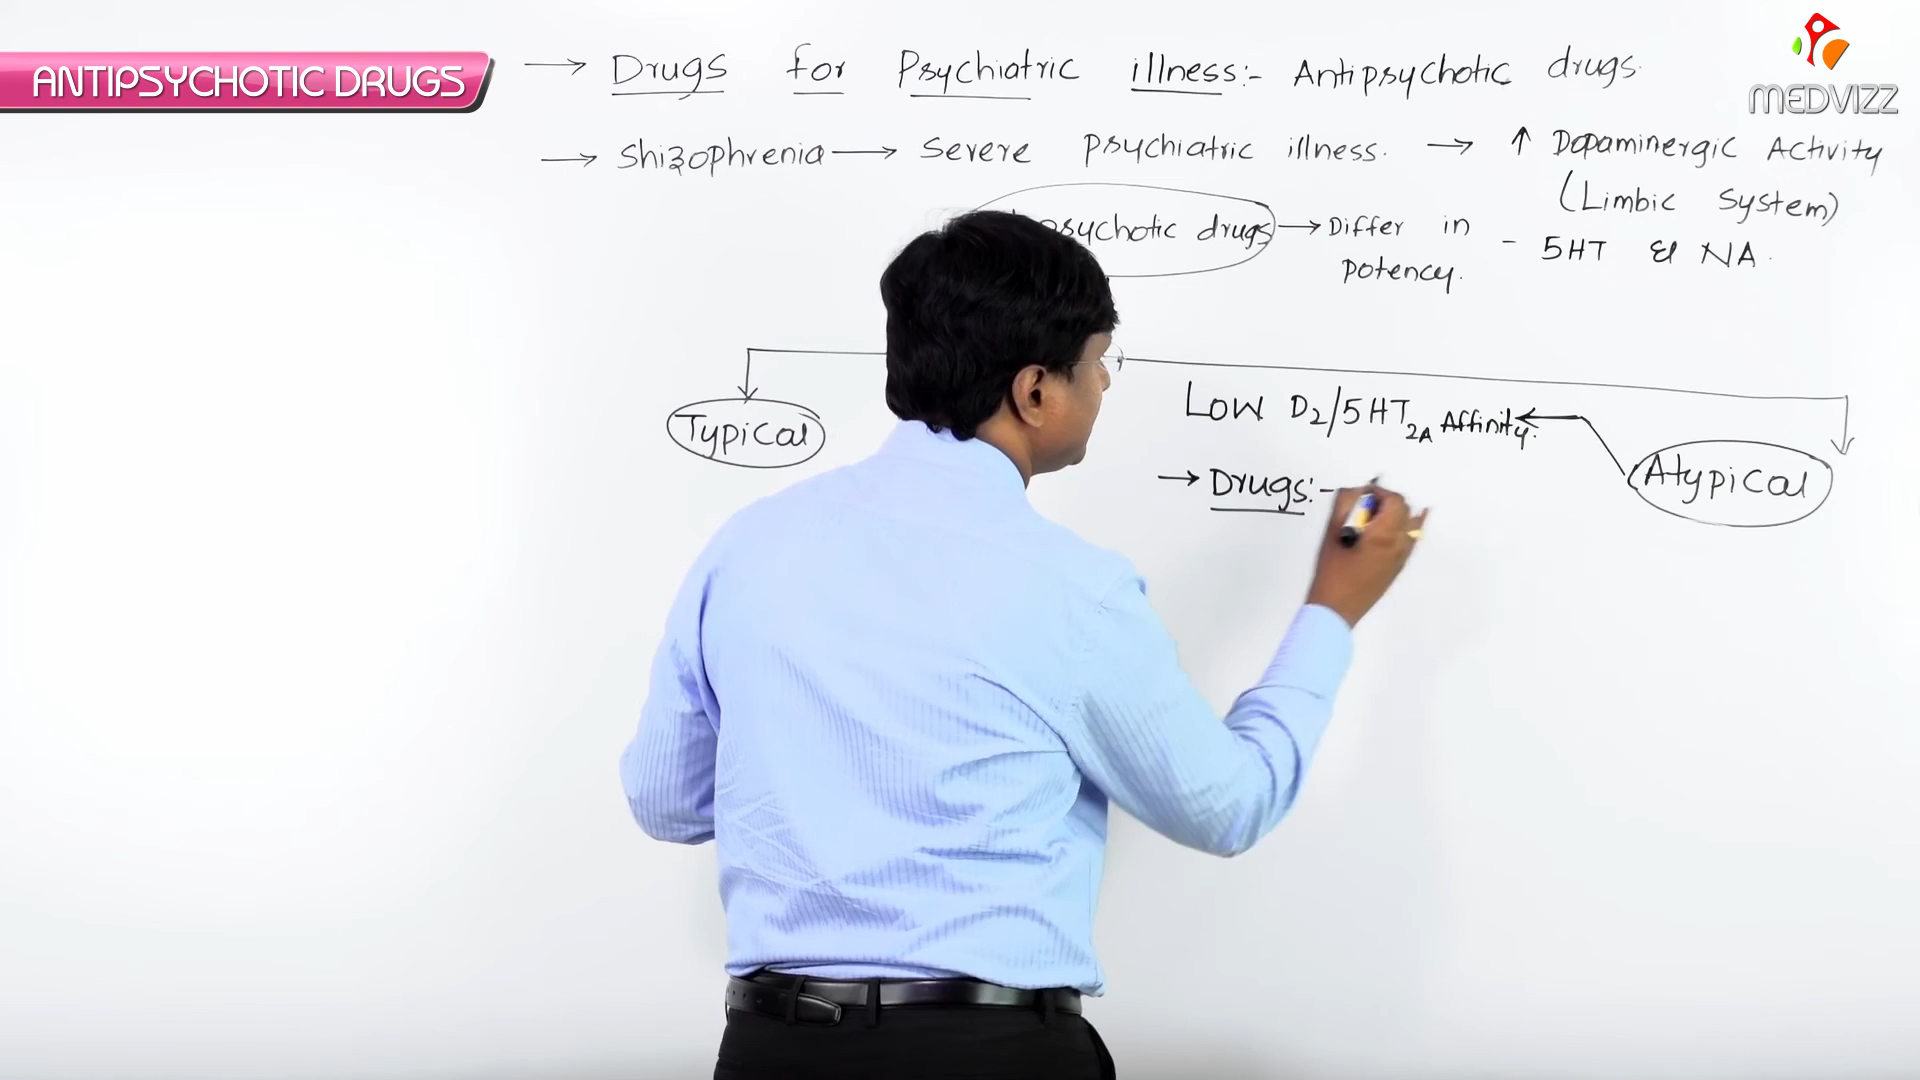 ANTIPSYCHOTIC DRUGS
→ Drugs for Psychiatric illness:- Antipsychotic drugs.
MEDVIZZ
→ Shizophrenia → Severe psychiatric illness. → ↑ Dopaminergic Activity
(Limbic System)
psychotic drugs → Differ in
potency.
- 5HT & NA.
Typical
Low D2/5HT2A Affinity.
Atypical
→ Drugs:-